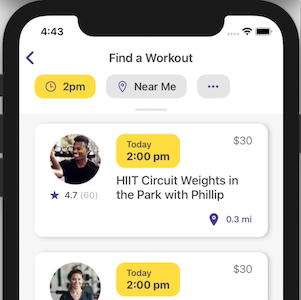 4:43
Find a Workout
2pm
Near Me
Today
2:00 pm
$30
HIIT Circuit Weights in
the Park with Phillip
4.7 (60)
0.3 mi
Today
2:00 pm
$30